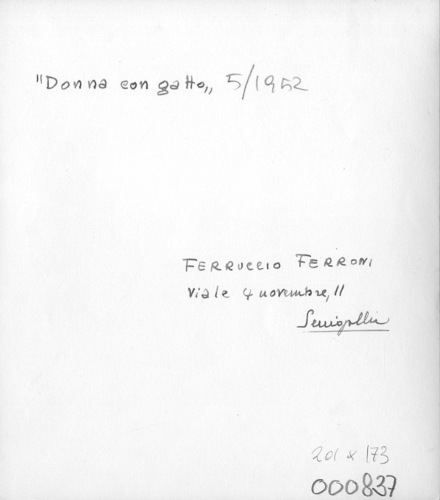 "Donna con gatto,, 5/1952
FERRUCCIO FERRONI
Viale 4 novembre, 11
Senigallia
201 x 173
000837